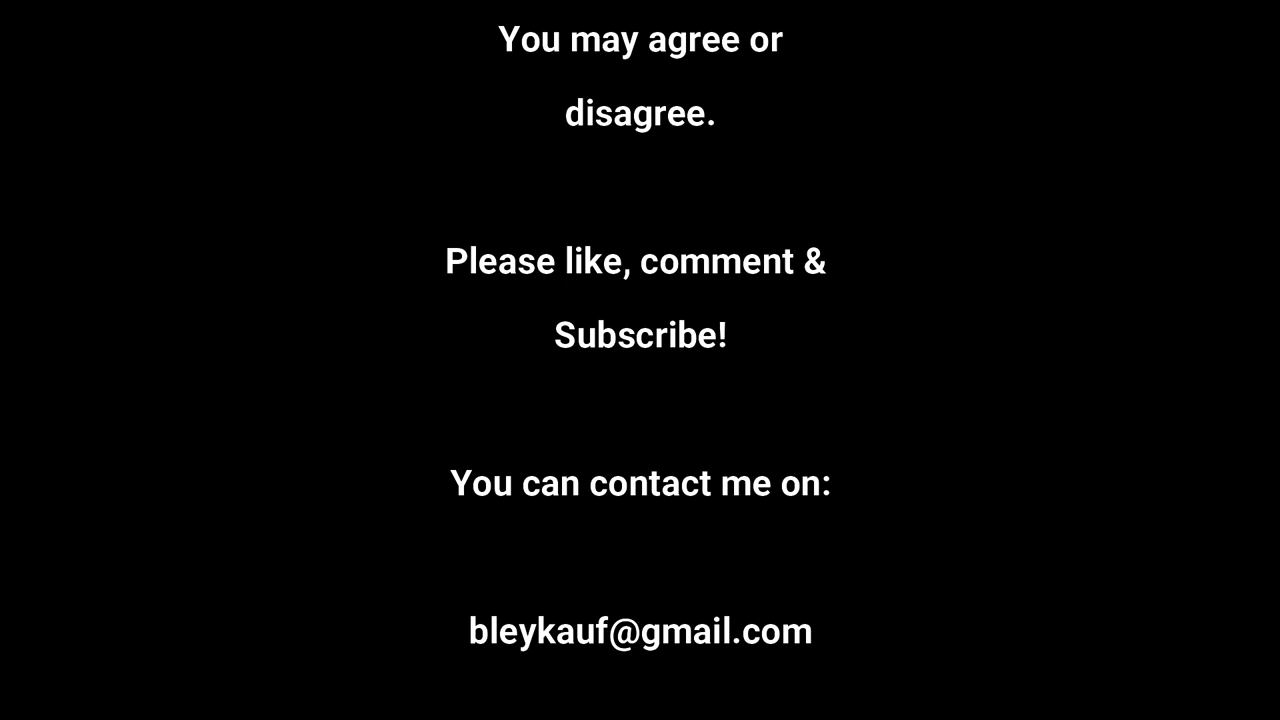 You may agree or
disagree.
Please like, comment &
Subscribe!
You can contact me on:
bleykauf@gmail.com